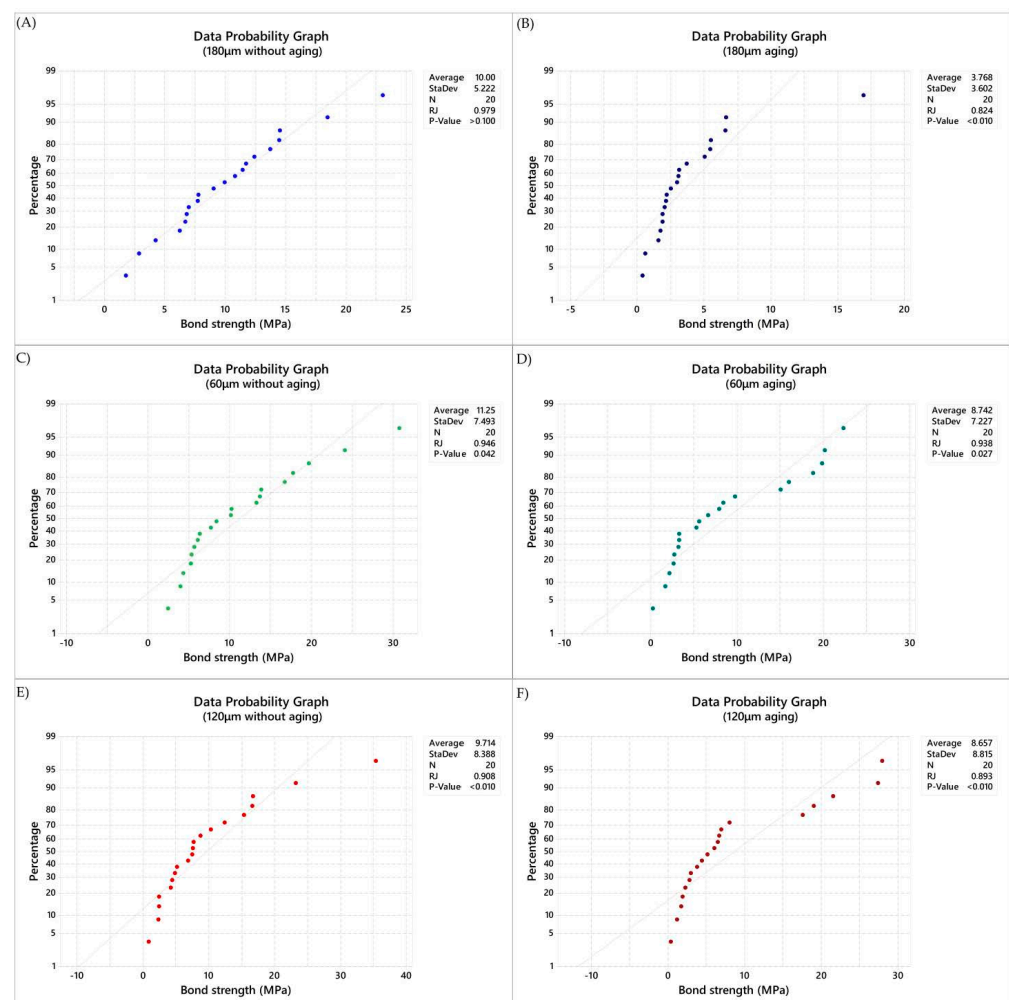 (A)
Data Probability Graph
(180µm without aging)
Average 10.00
StaDev 5.222
N 20
RJ 0.979
P-Value >0.100
Percentage
99
95
90
80
70
60
50
40
30
20
10
5
1
0 5 10 15 20 25
Bond strength (MPa)
(B)
Data Probability Graph
(180µm aging)
Average 3.768
StaDev 3.602
N 20
RJ 0.824
P-Value <0.010
Percentage
99
95
90
80
70
60
50
40
30
20
10
5
1
-5 0 5 10 15 20
Bond strength (MPa)
C)
Data Probability Graph
(60µm without aging)
Average 11.25
StaDev 7.493
N 20
RJ 0.946
P-Value 0.042
Percentage
99
95
90
80
70
60
50
40
30
20
10
5
1
-10 0 10 20 30
Bond strength (MPa)
D)
Data Probability Graph
(60µm aging)
Average 8.742
StaDev 7.227
N 20
RJ 0.938
P-Value 0.027
Percentage
99
95
90
80
70
60
50
40
30
20
10
5
1
-10 0 10 20 30
Bond strength (MPa)
E)
Data Probability Graph
(120µm without aging)
Average 9.714
StaDev 8.388
N 20
RJ 0.908
P-Value <0.010
Percentage
99
95
90
80
70
60
50
40
30
20
10
5
1
-10 0 10 20 30 40
Bond strength (MPa)
F)
Data Probability Graph
(120µm aging)
Average 8.657
StaDev 8.815
N 20
RJ 0.893
P-Value <0.010
Percentage
99
95
90
80
70
60
50
40
30
20
10
5
1
-10 0 10 20 30
Bond strength (MPa)